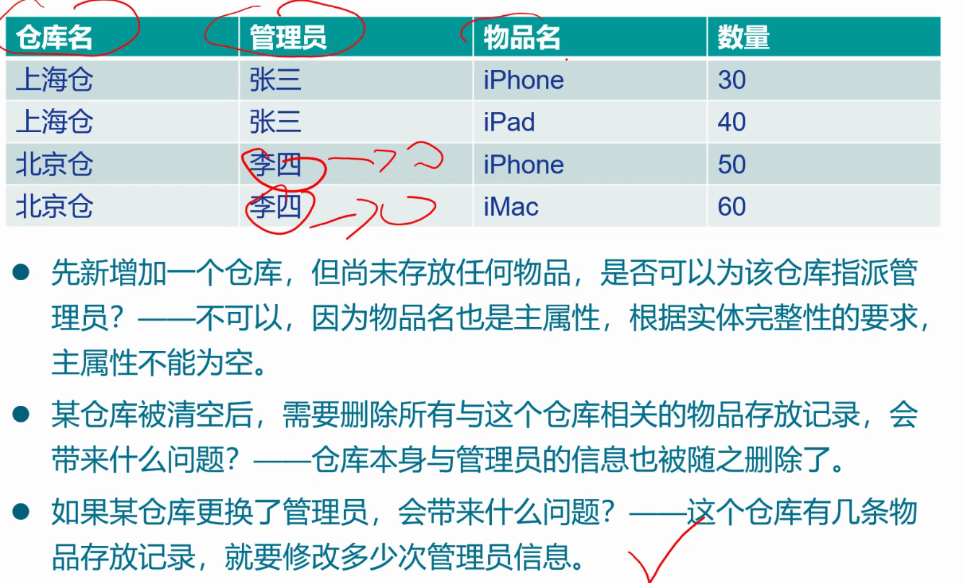 仓库名 管理员 物品名 数量
上海仓 张三 iPhone 30
上海仓 张三 iPad 40
北京仓 李四 iPhone 50
北京仓 李四 iMac 60
● 先新增加一个仓库，但尚未存放任何物品，是否可以为该仓库指派管
理员？——不可以，因为物品名也是主属性，根据实体完整性的要求，
主属性不能为空。
● 某仓库被清空后，需要删除所有与这个仓库相关的物品存放记录，会
带来什么问题？——仓库本身与管理员的信息也被随之删除了。
● 如果某仓库更换了管理员，会带来什么问题？——这个仓库有几条物
品存放记录，就要修改多少次管理员信息。